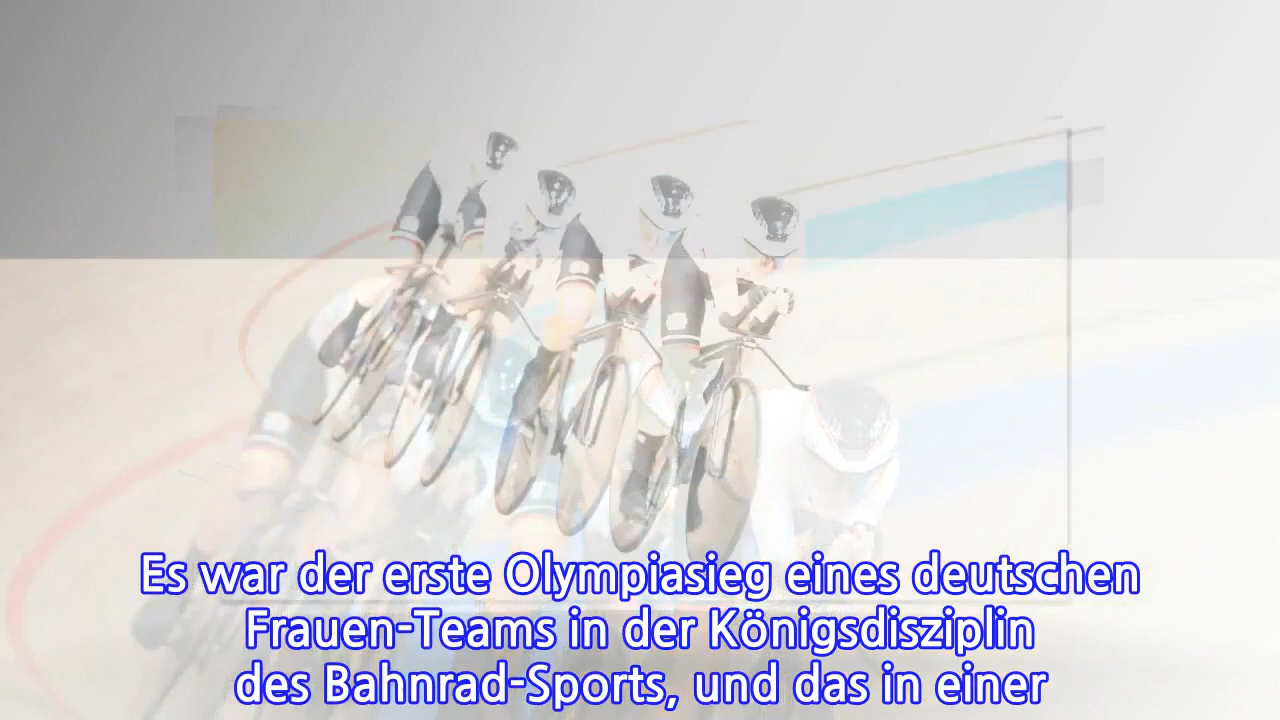 Es war der erste Olympiasieg eines deutschen
Frauen-Teams in der Königsdisziplin
des Bahnrad-Sports, und das in einer